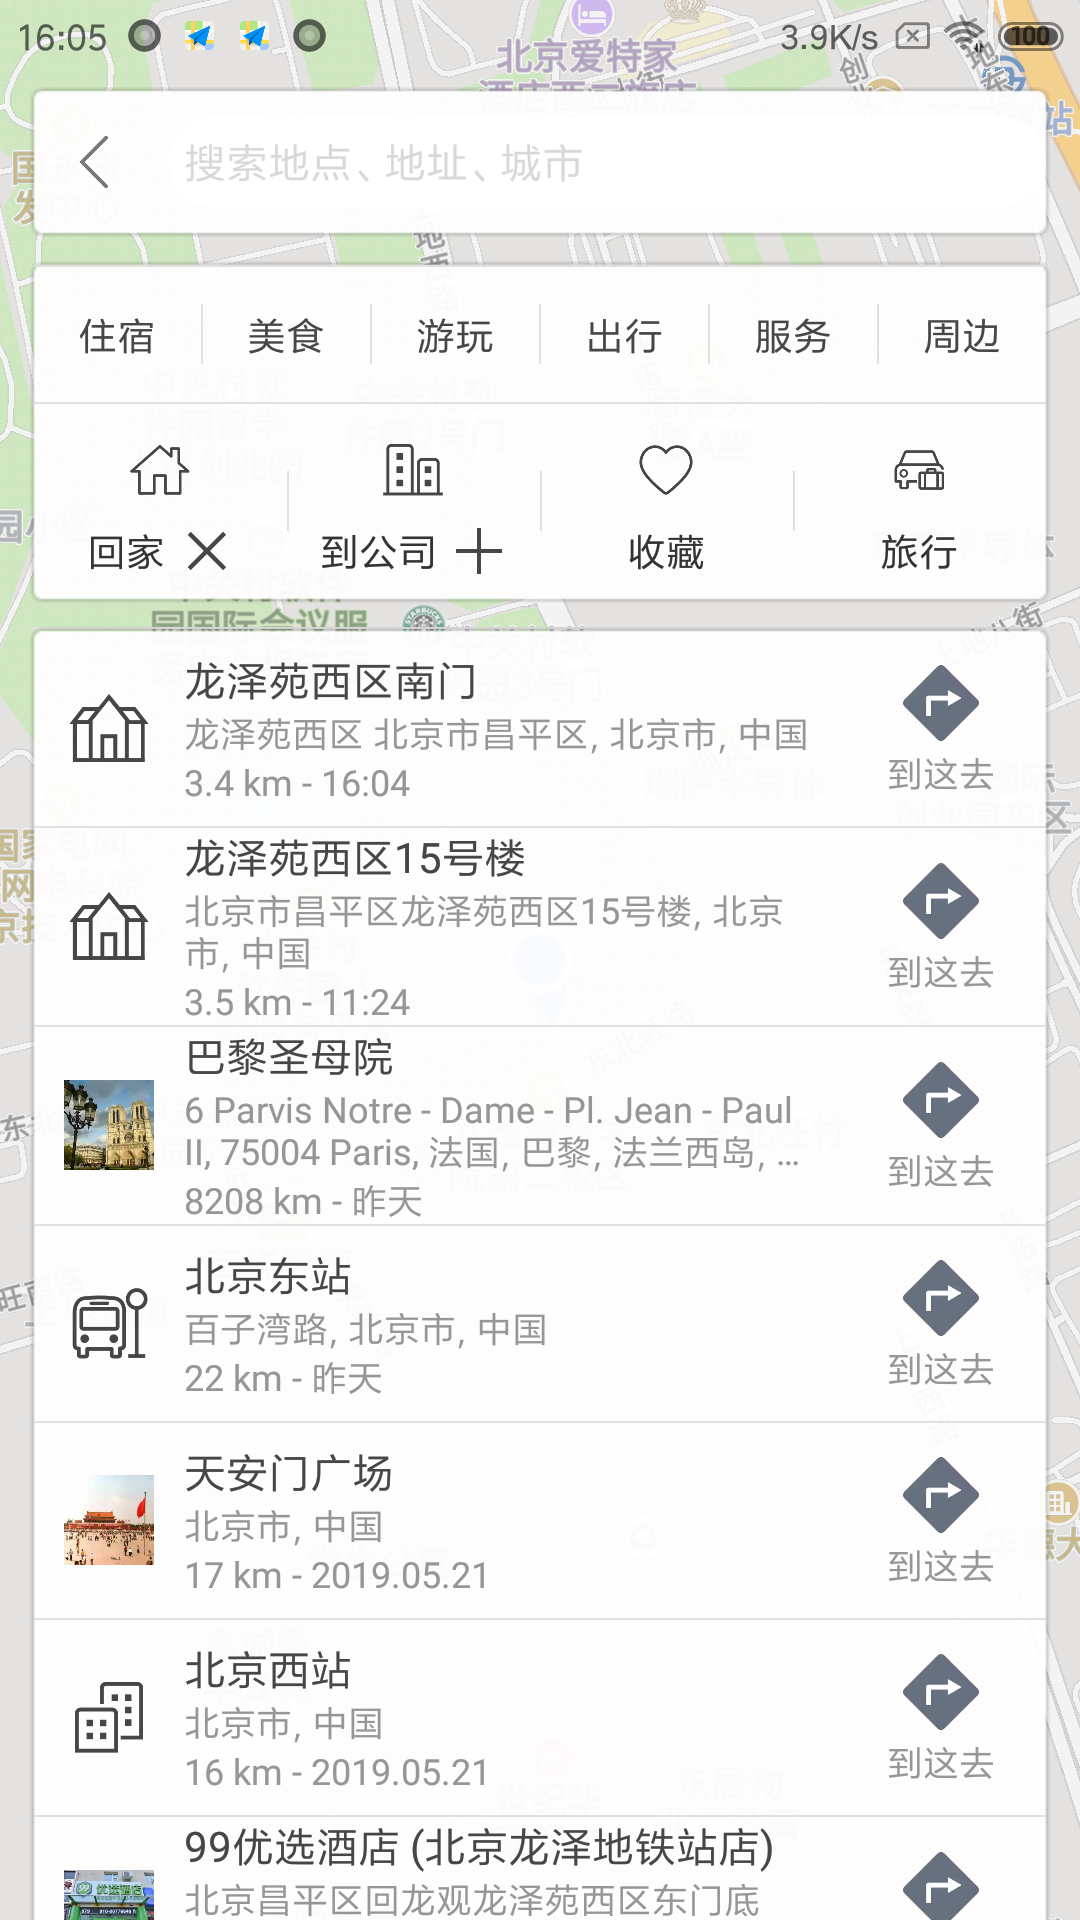 16:05
3.9K/s
100
北京爱特家
搜索地点、地址、城市
住宿
美食
游玩
出行
服务
周边
回家
到公司
收藏
旅行
龙泽苑西区南门
龙泽苑西区 北京市昌平区, 北京市, 中国
3.4 km - 16:04
到这去
龙泽苑西区15号楼
北京市昌平区龙泽苑西区15号楼, 北京
市, 中国
3.5 km - 11:24
到这去
巴黎圣母院
6 Parvis Notre - Dame - Pl. Jean - Paul
II, 75004 Paris, 法国, 巴黎, 法兰西岛, …
8208 km - 昨天
到这去
北京东站
百子湾路, 北京市, 中国
22 km - 昨天
到这去
天安门广场
北京市, 中国
17 km - 2019.05.21
到这去
北京西站
北京市, 中国
16 km - 2019.05.21
到这去
99优选酒店 (北京龙泽地铁站店)
北京昌平区回龙观龙泽苑西区东门底